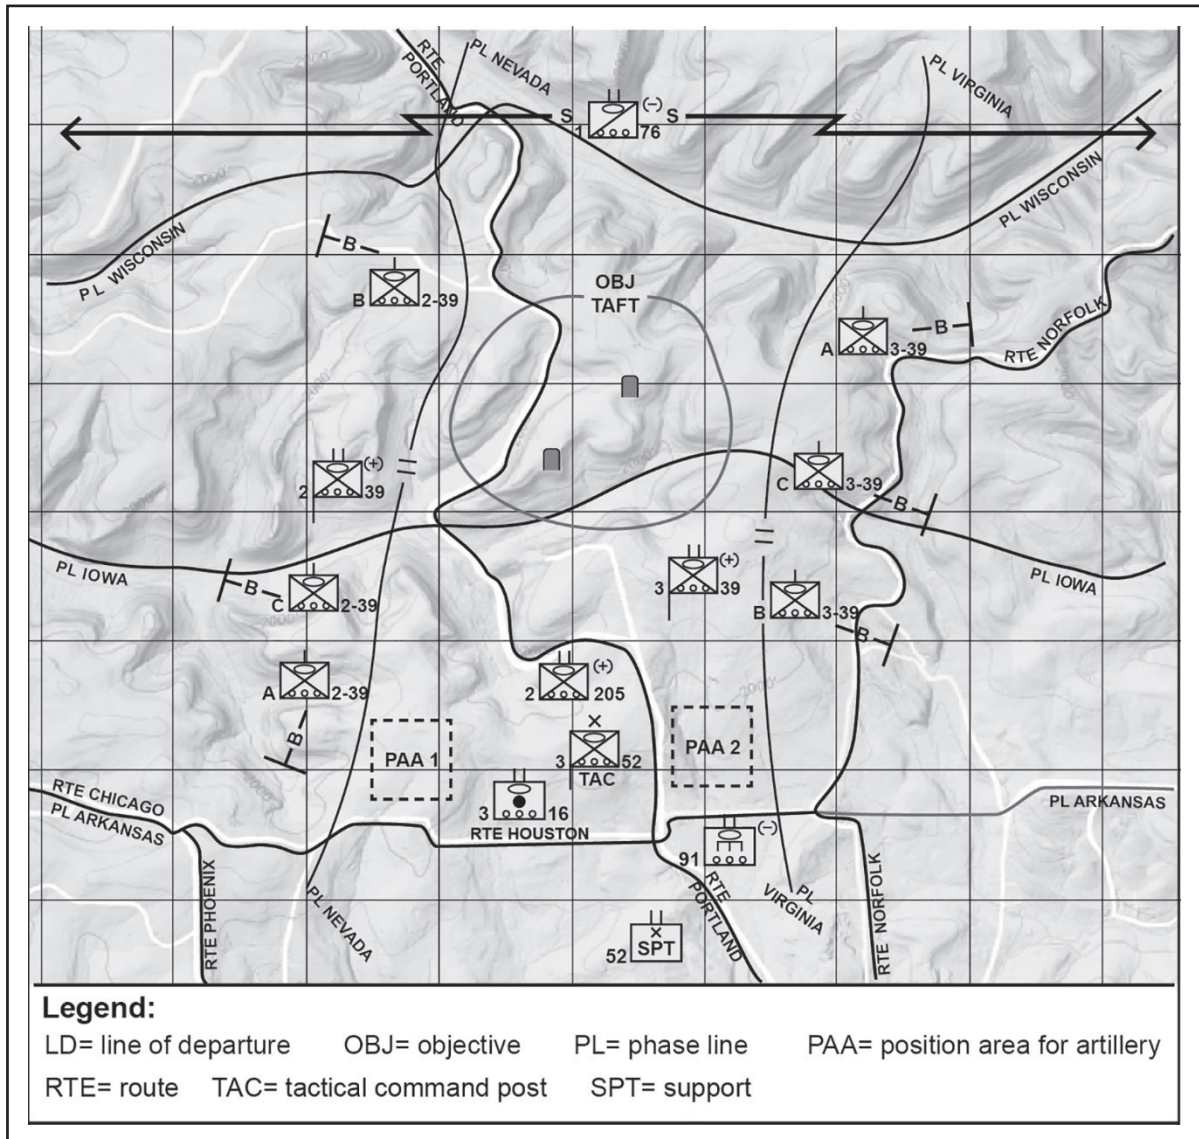 RTE PORTLAND
PL NEVADA
PL VIRGINIA
(–)
S S
1 76
PL WISCONSIN
PL WISCONSIN
B
B 2-39
OBJ
TAFT
A 3-39
B
RTE NORFOLK
2000
(+)
2 39
C 3-39
B
PL IOWA
B
C 2-39
(+)
3 39
B 3-39
B
PL IOWA
A 2-39
B
(+)
2 205
PAA 1
3 52
TAC
PAA 2
3 16
RTE HOUSTON
RTE CHICAGO
PL ARKANSAS
PL ARKANSAS
(–)
91
RTE PHOENIX
PL NEVADA
RTE PORTLAND
PL VIRGINIA
RTE NORFOLK
52 SPT
Legend:
LD= line of departure OBJ= objective PL= phase line PAA= position area for artillery
RTE= route TAC= tactical command post SPT= support